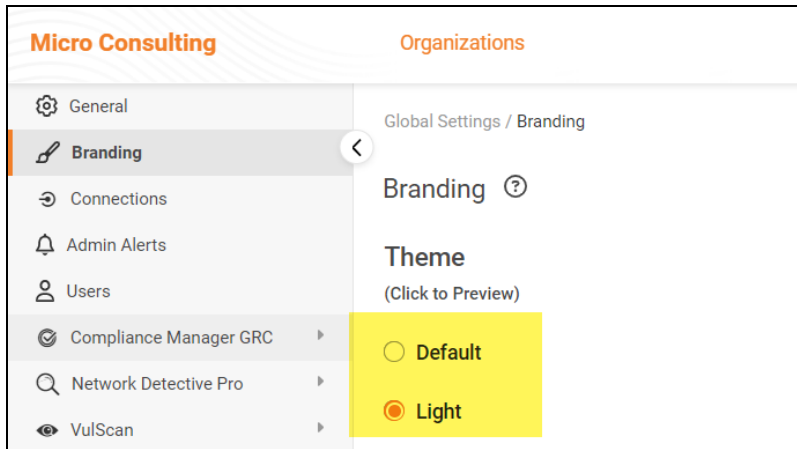 Micro Consulting
Organizations
General
Branding
Connections
Admin Alerts
Users
Compliance Manager GRC
Network Detective Pro
VulScan
Global Settings / Branding
Branding
Theme
(Click to Preview)
Default
Light